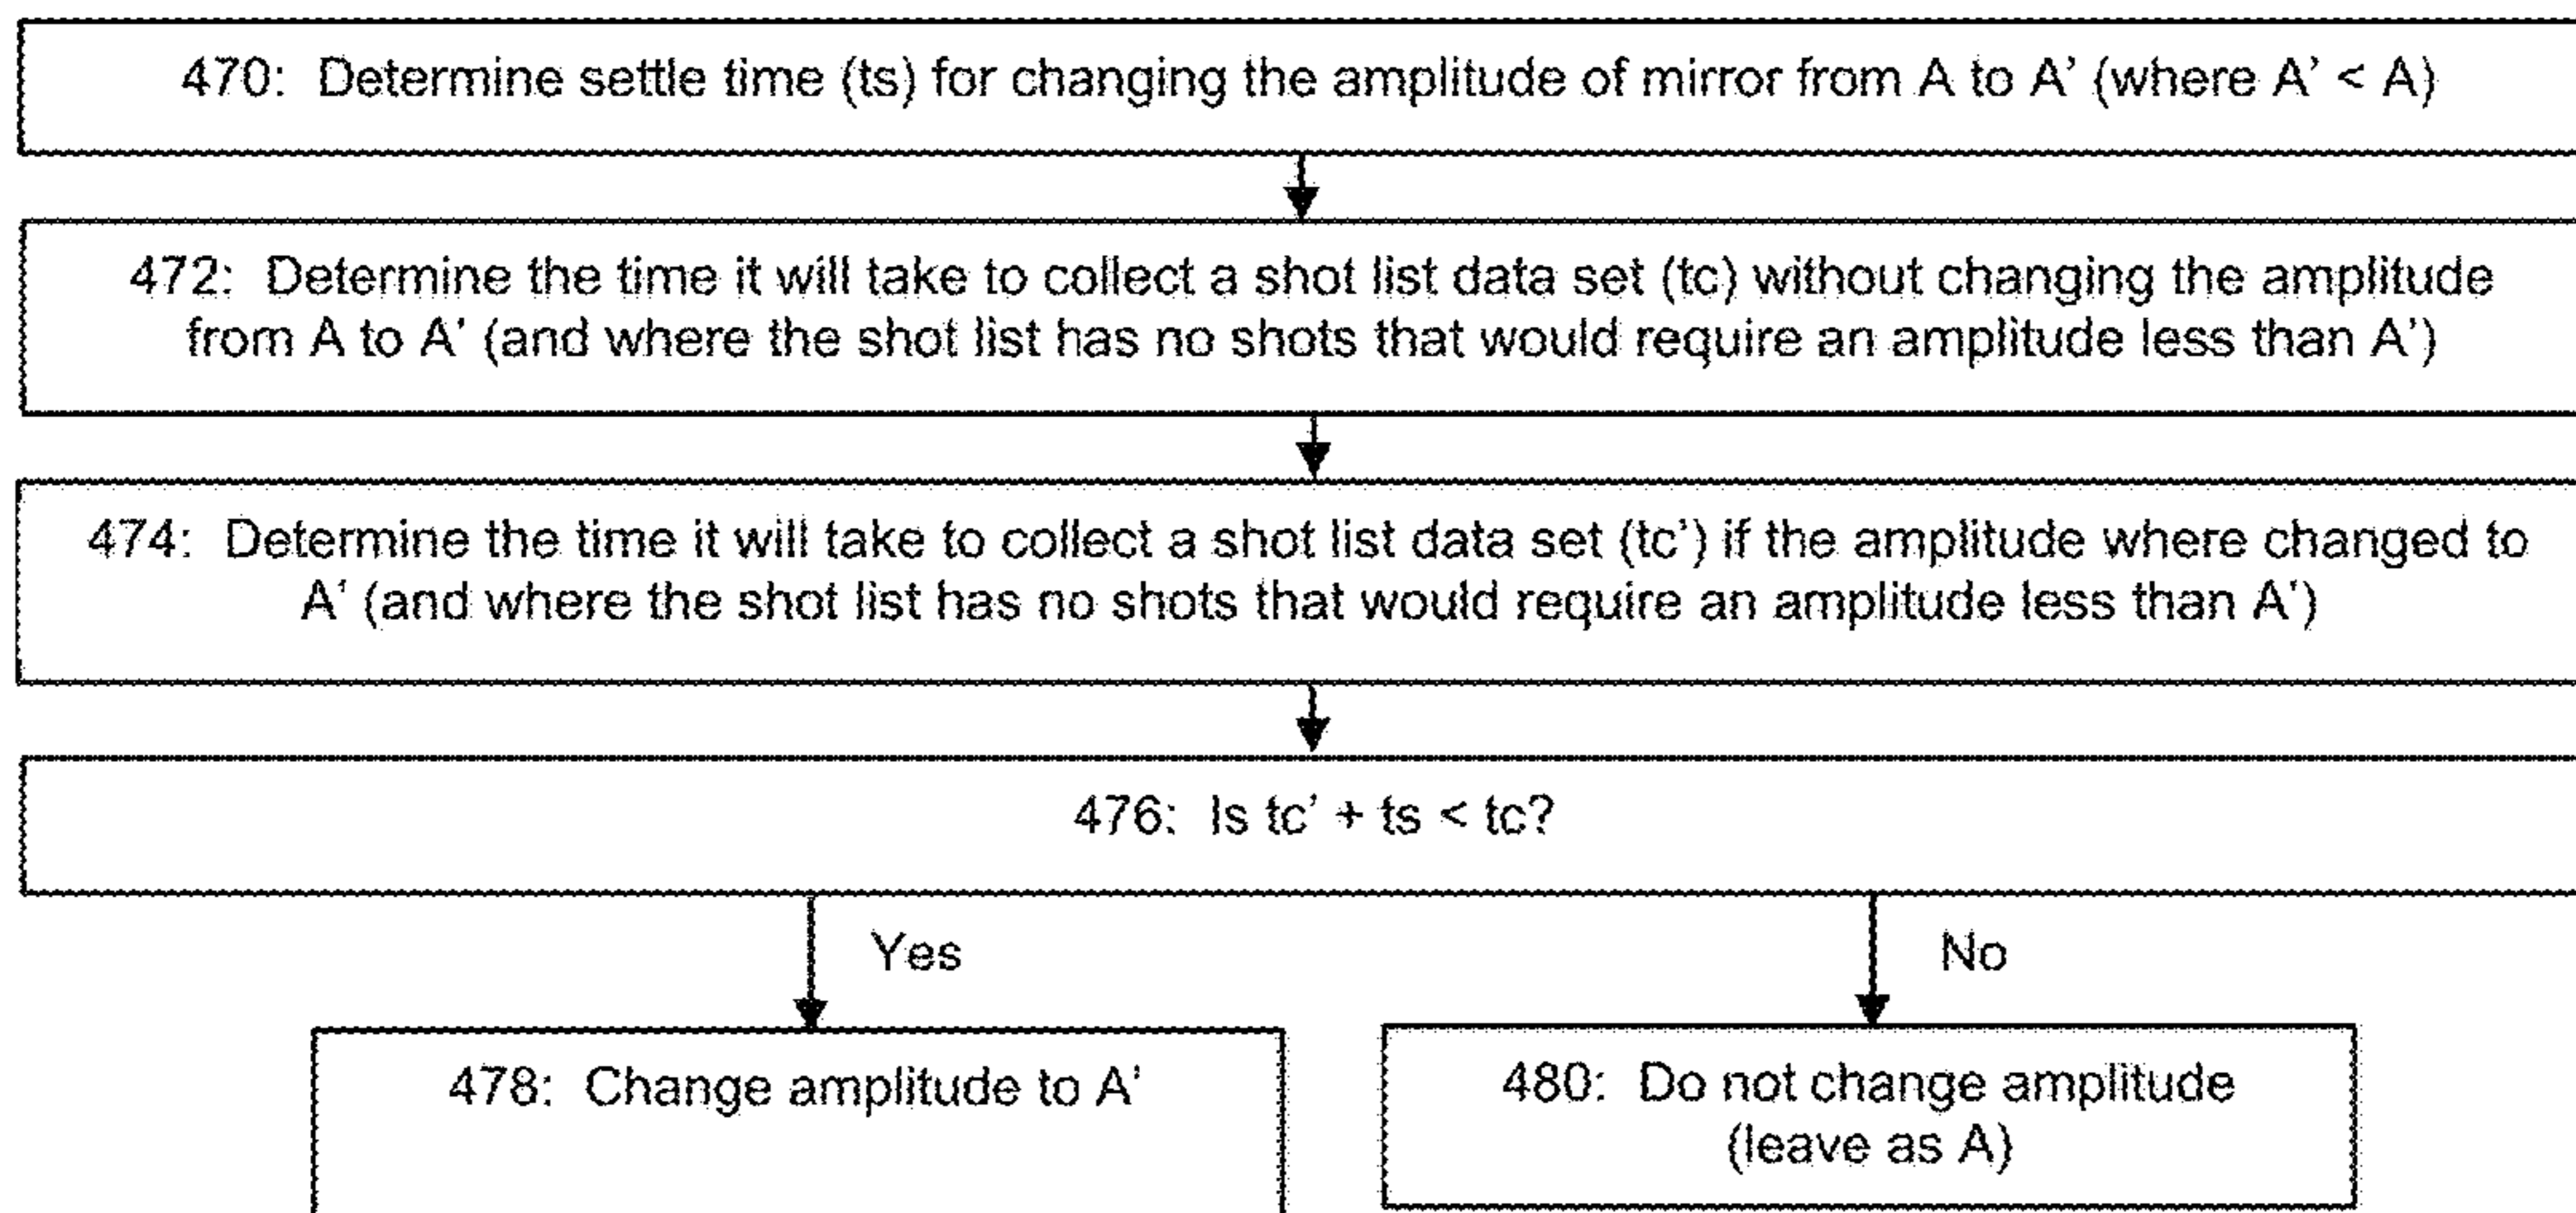 470: Determine settle time (ts) for changing the amplitude of mirror from A to A' (where A' < A)
472: Determine the time it will take to collect a shot list data set (tc) without changing the amplitude
from A to A' (and where the shot list has no shots that would require an amplitude less than A')
474: Determine the time it will take to collect a shot list data set (tc') if the amplitude where changed to
A' (and where the shot list has no shots that would require an amplitude less than A')
476: Is tc' + ts < tc?
Yes
No
478: Change amplitude to A'
480: Do not change amplitude
(leave as A)